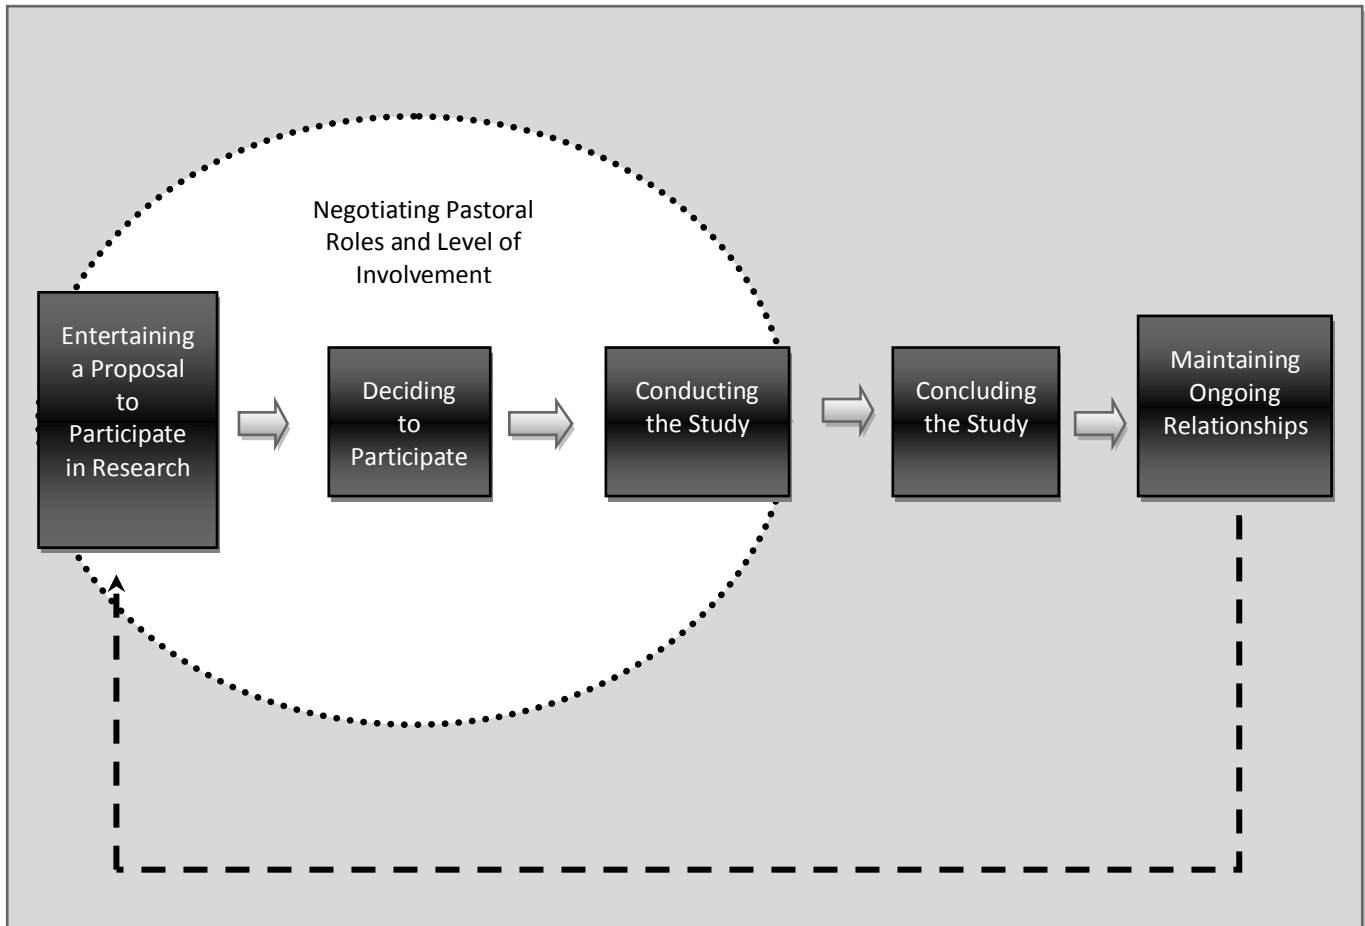 Negotiating Pastoral
Roles and Level of
Involvement
Entertaining
a Proposal
to
Participate
in Research
Deciding
to
Participate
Conducting
the Study
Concluding
the Study
Maintaining
Ongoing
Relationships